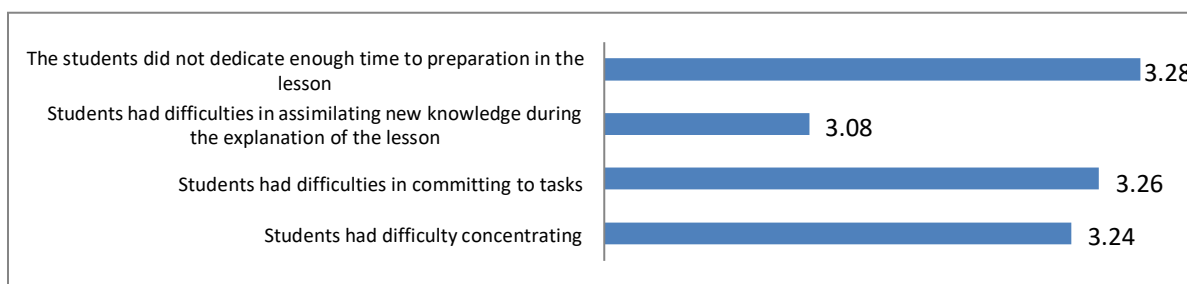 The students did not dedicate enough time to preparation in the
lesson
3.28
Students had difficulties in assimilating new knowledge during
the explanation of the lesson
3.08
Students had difficulties in committing to tasks
3.26
Students had difficulty concentrating
3.24